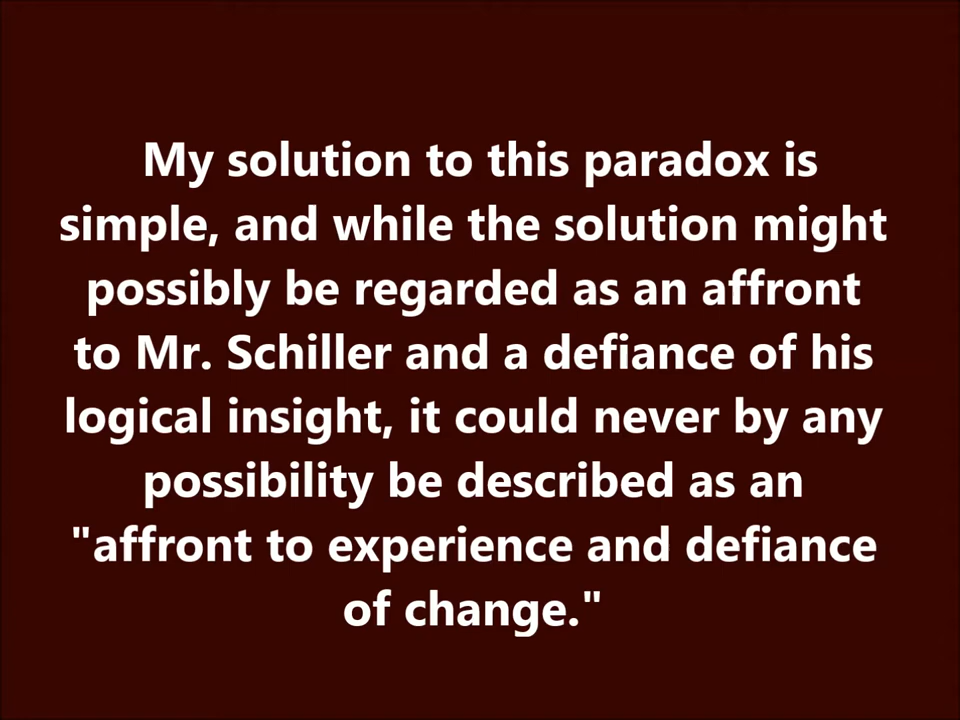 My solution to this paradox is
simple, and while the solution might
possibly be regarded as an affront
to Mr. Schiller and a defiance of his
logical insight, it could never by any
possibility be described as an
"affront to experience and defiance
of change."